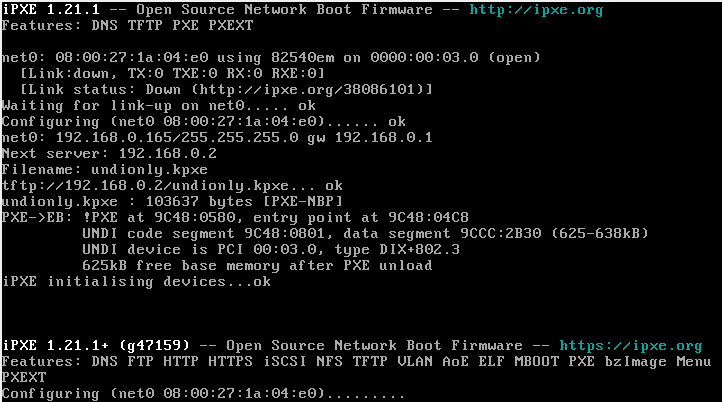 iPXE 1.21.1 -- Open Source Network Boot Firmware -- http://ipxe.org
Features: DNS TFTP PXE PXEXT
net0: 08:00:27:1a:04:e0 using 82540em on 0000:00:03.0 (open)
[Link:down, TX:0 TXE:0 RX:0 RXE:0]
[Link status: Down (http://ipxe.org/38086101)]
Waiting for link-up on net0..... ok
Configuring (net0 08:00:27:1a:04:e0)...... ok
net0: 192.168.0.165/255.255.255.0 gw 192.168.0.1
Next server: 192.168.0.2
Filename: undionly.kpxe
tftp://192.168.0.2/undionly.kpxe... ok
undionly.kpxe : 103637 bytes [PXE-NBP]
PXE->EB: !PXE at 9C48:0580, entry point at 9C48:04C8
UNDI code segment 9C48:0801, data segment 9CCC:2B30 (625-638kB)
UNDI device is PCI 00:03.0, type DIX+802.3
625kB free base memory after PXE unload
iPXE initialising devices...ok
iPXE 1.21.1+ (g47159) -- Open Source Network Boot Firmware -- https://ipxe.org
Features: DNS FTP HTTP HTTPS iSCSI NFS TFTP VLAN AoE ELF MBOOT PXE bzImage Menu
PXEXT
Configuring (net0 08:00:27:1a:04:e0).........